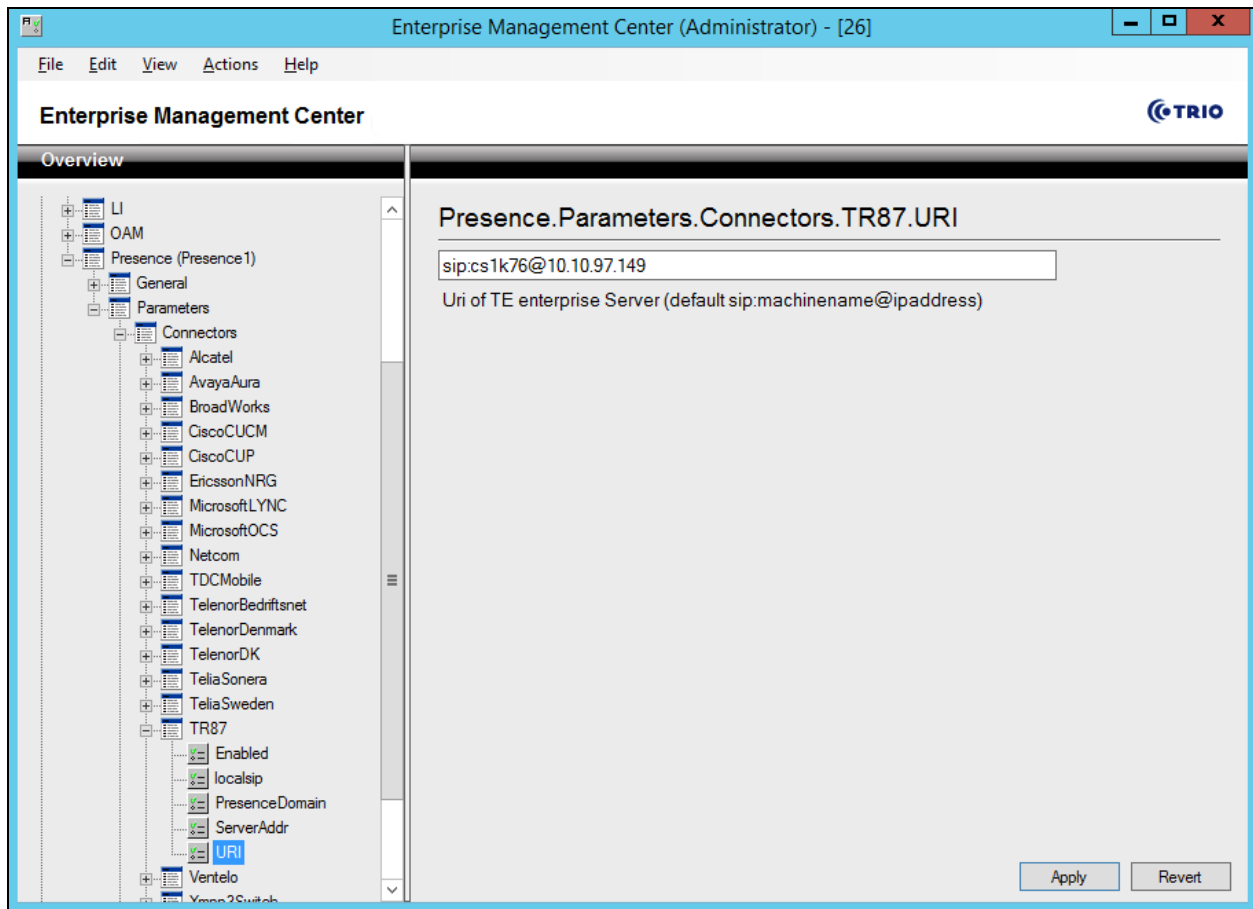 Enterprise Management Center (Administrator) - [26]
File Edit View Actions Help
Enterprise Management Center
TRIO
Overview
LI
OAM
Presence (Presence1)
General
Parameters
Connectors
Alcatel
AvayaAura
BroadWorks
CiscoCUCM
CiscoCUP
EricssonNRG
MicrosoftLYNC
MicrosoftOCS
Netcom
TDCMobile
TelenorBedriftsnet
TelenorDenmark
TelenorDK
TeliaSonera
TeliaSweden
TR87
Enabled
localsip
PresenceDomain
ServerAddr
URI
Ventelo
Presence.Parameters.Connectors.TR87.URI
sip:cs1k76@10.10.97.149
Uri of TE enterprise Server (default sip:machinename@ipaddress)
Apply Revert